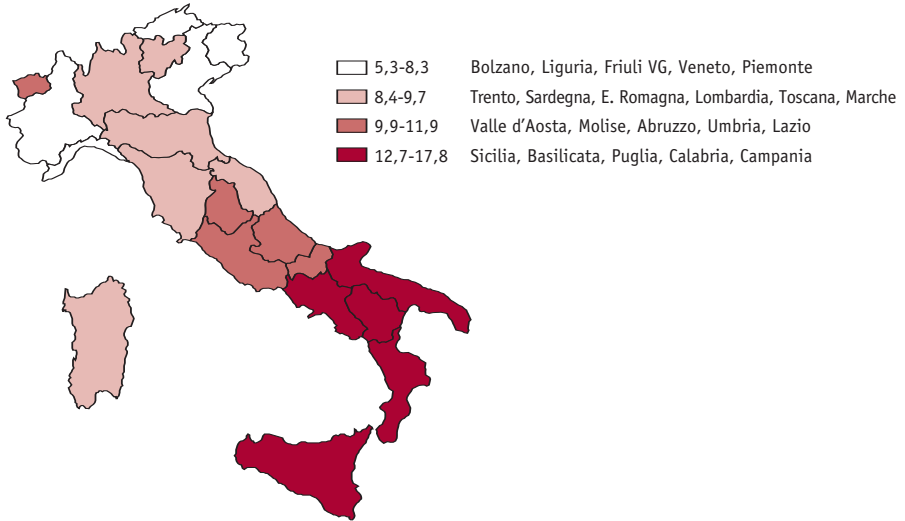 5,3-8,3 Bolzano, Liguria, Friuli VG, Veneto, Piemonte
8,4-9,7 Trento, Sardegna, E. Romagna, Lombardia, Toscana, Marche
9,9-11,9 Valle d'Aosta, Molise, Abruzzo, Umbria, Lazio
12,7-17,8 Sicilia, Basilicata, Puglia, Calabria, Campania